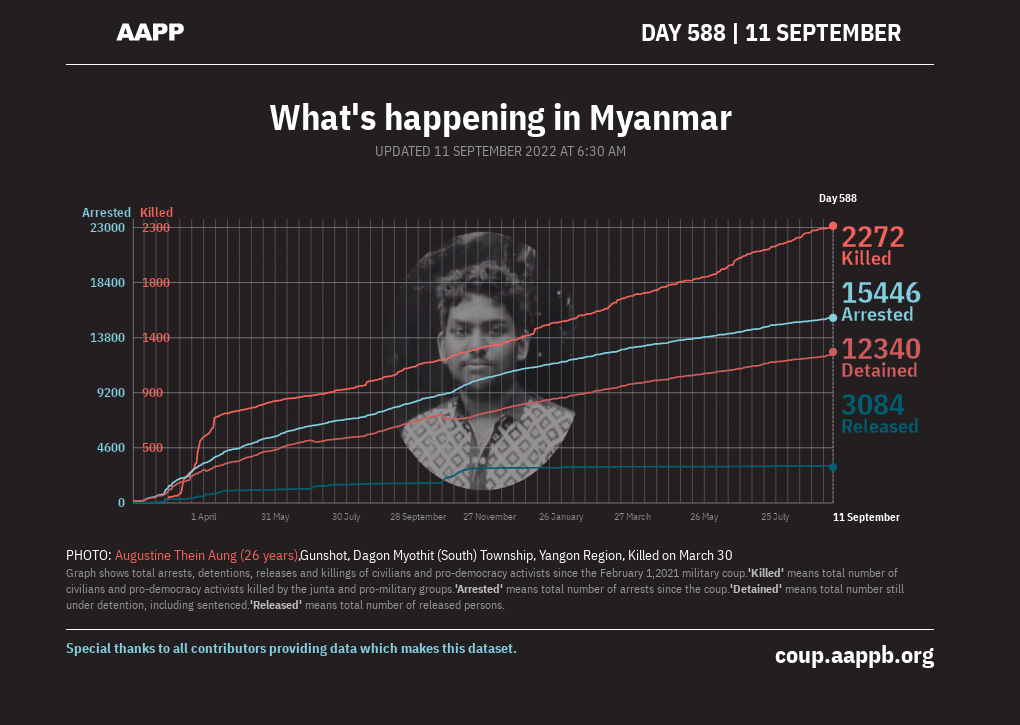 AAPP
DAY 588 | 11 SEPTEMBER
What's happening in Myanmar
UPDATED 11 SEPTEMBER 2022 AT 6:30 AM
Day 588
Arrested Killed
23000 2300
18400 1800
13800 1400
9200 900
4600 500
0
2272
Killed
15446
Arrested
12340
Detained
3084
Released
1 April 31 May 30 July 28 September 27 November 26 January 27 March 26 May 25 July 11 September
PHOTO: Augustine Thein Aung (26 years),Gunshot, Dagon Myothit (South) Township, Yangon Region, Killed on March 30
Graph shows total arrests, detentions, releases and killings of civilians and pro-democracy activists since the February 1,2021 military coup.'Killed' means total number of
civilians and pro-democracy activists killed by the junta and pro-military groups.'Arrested' means total number of arrests since the coup.'Detained' means total number still
under detention, including sentenced.'Released' means total number of released persons.
Special thanks to all contributors providing data which makes this dataset.
coup.aappb.org